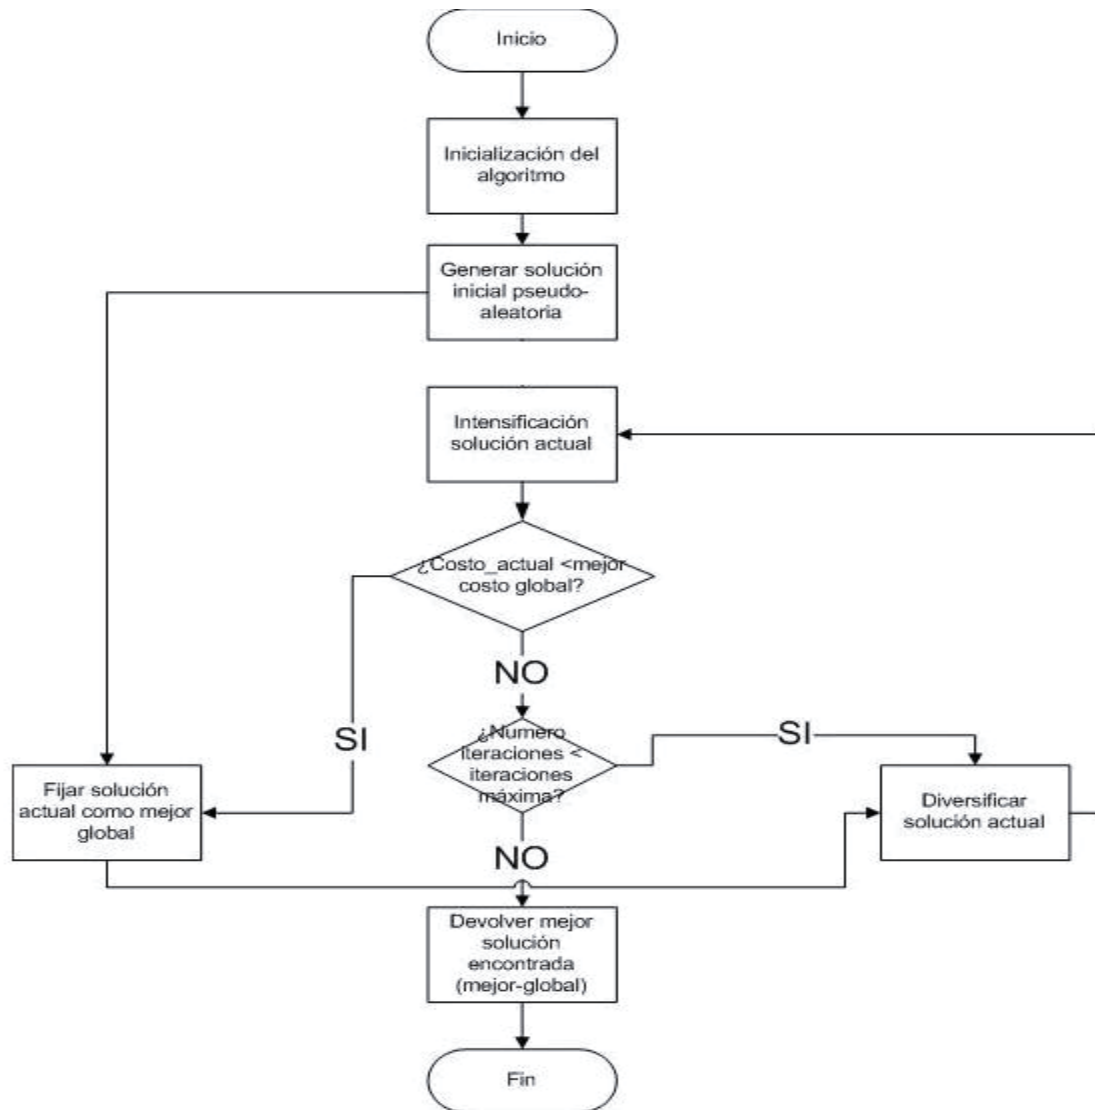 Inicio
Inicialización del
algoritmo
Generar solución
inicial pseudo-
aleatoria
Intensificación
solución actual
¿Costo_actual <mejor
costo global?
NO
¿Numero
iteraciones <
iteraciones
máxima?
SI
SI
Fijar solución
actual como mejor
global
Diversificar
solución actual
NO
Devolver mejor
solución
encontrada
(mejor-global)
Fin